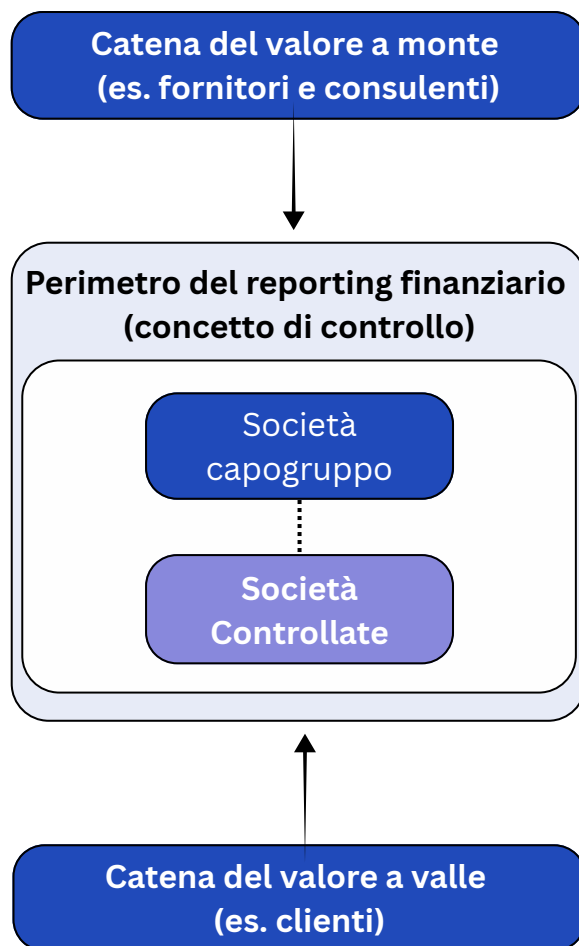 Catena del valore a monte
(es. fornitori e consulenti)
Perimetro del reporting finanziario
(concetto di controllo)
Società
capogruppo
Società
Controllate
Catena del valore a valle
(es. clienti)